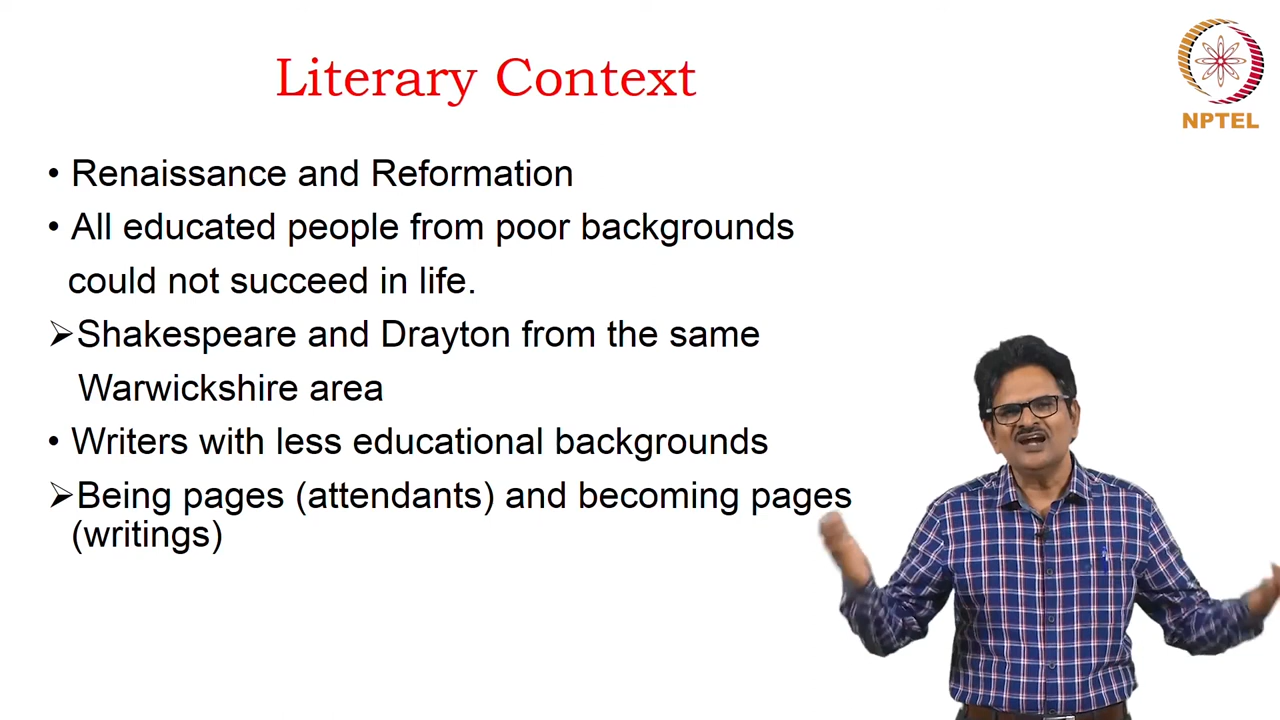 Literary Context
NPTEL
• Renaissance and Reformation
• All educated people from poor backgrounds
could not succeed in life.
➢Shakespeare and Drayton from the same
Warwickshire area
• Writers with less educational backgrounds
➢Being pages (attendants) and becoming pages
(writings)